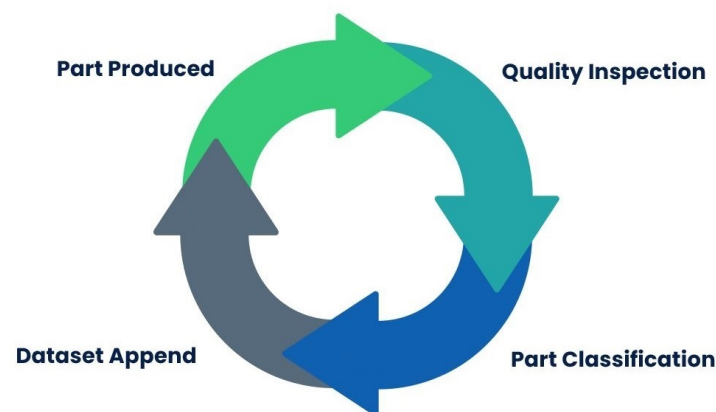 Part Produced
Quality Inspection
Part Classification
Dataset Append